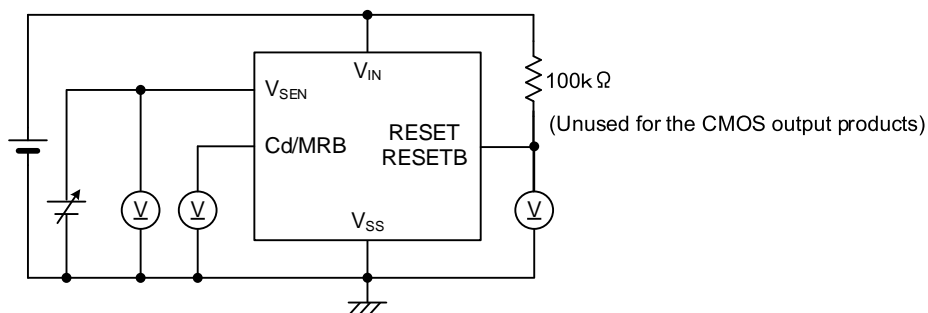 V_IN
V_SEN
100kΩ
(Unused for the CMOS output products)
Cd/MRB
RESET
RESETB
V
V
V
V_SS